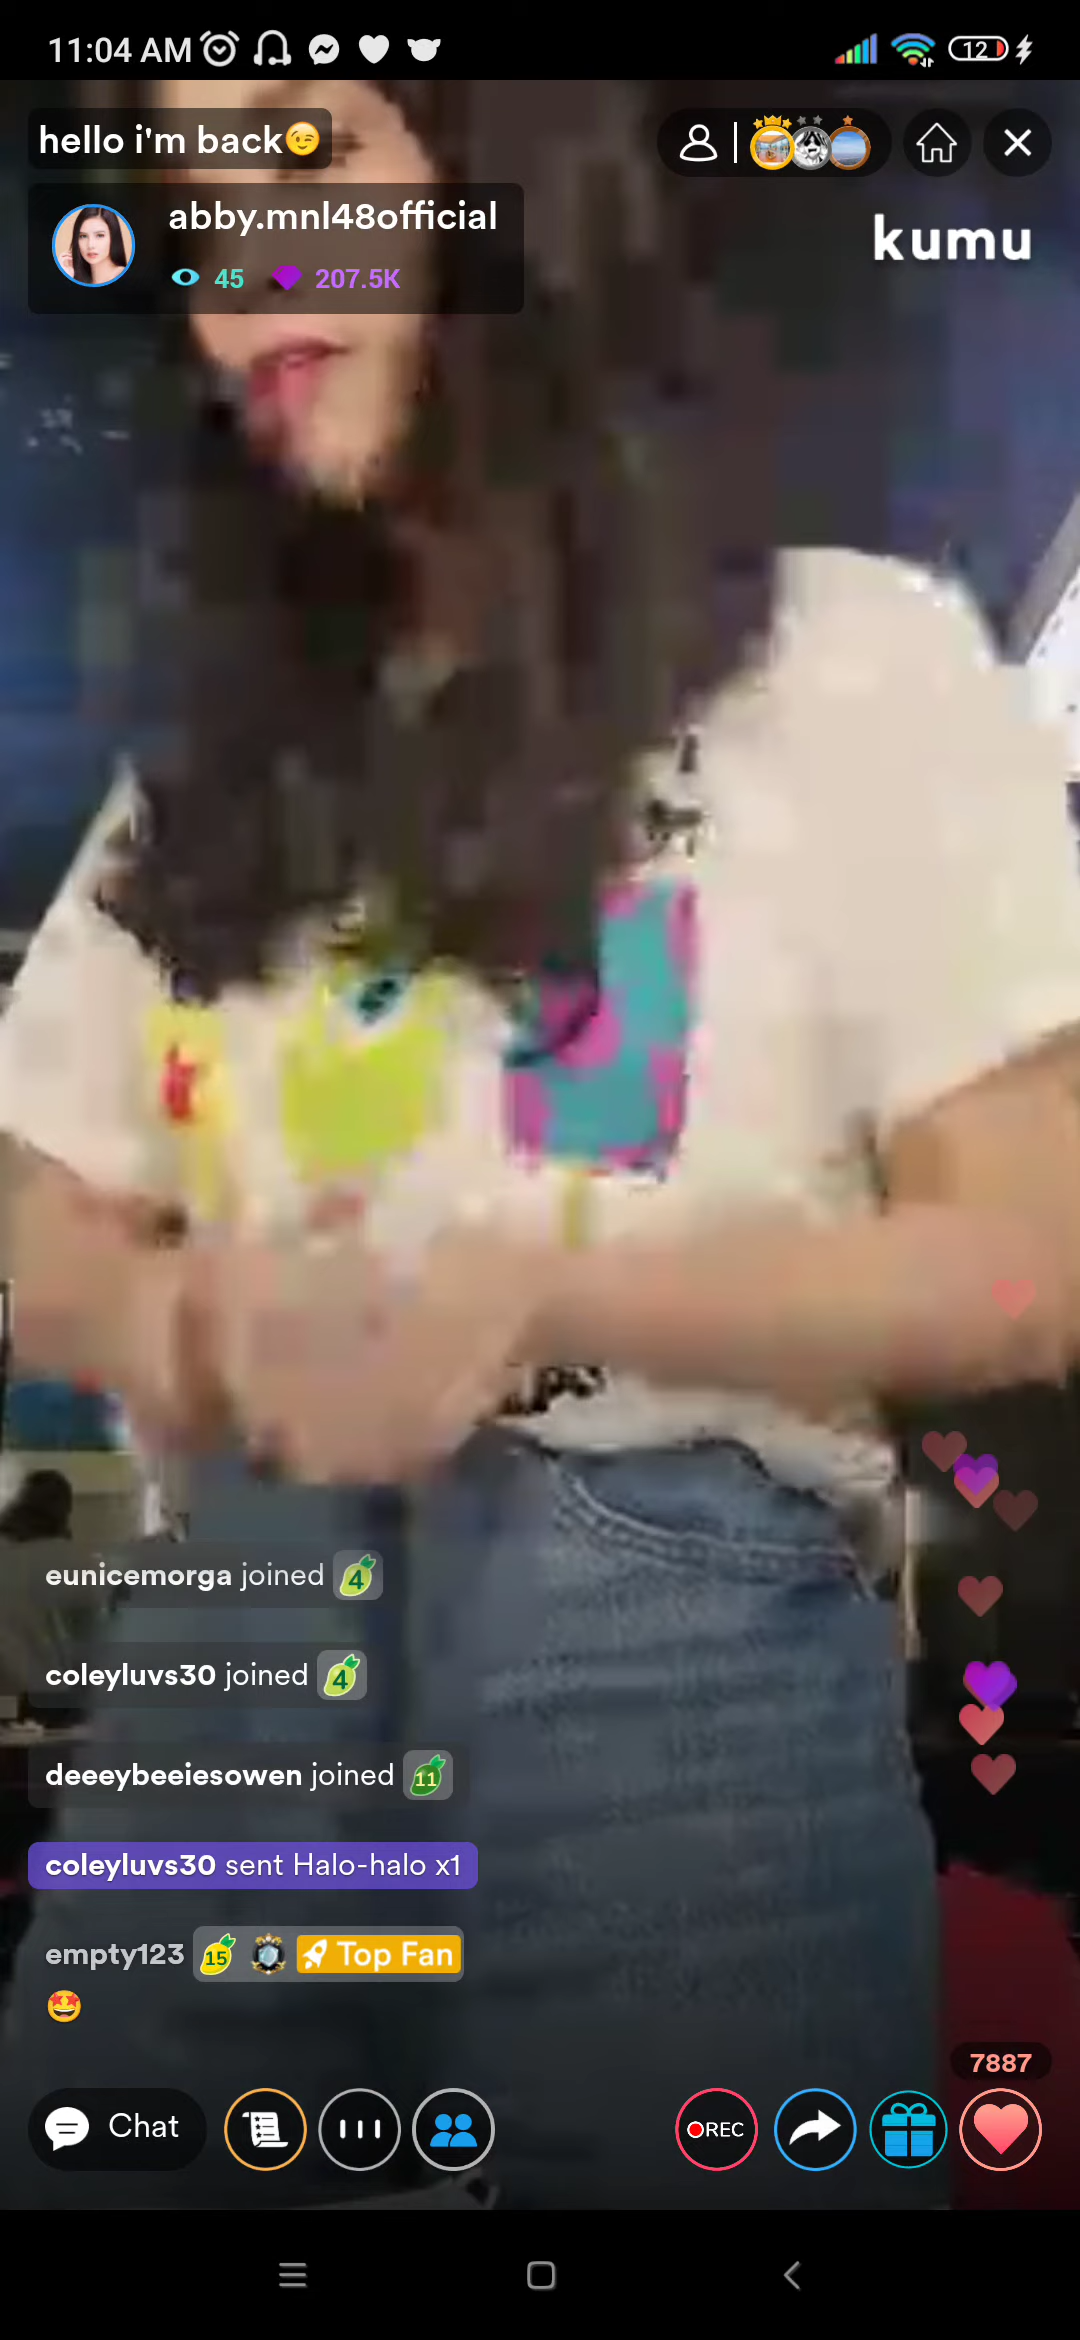 11:04 AM
12
hello i'm back😉
abby.mnl48official
45 207.5K
kumu
eunicemorga joined 4
coleyluvs30 joined 4
deeeybeeiesowen joined 11
coleyluvs30 sent Halo-halo x1
empty123 15 Top Fan
🤩
7887
Chat
REC